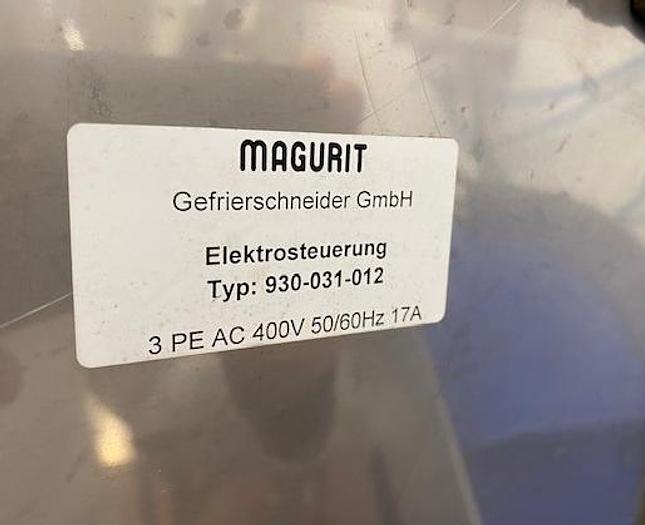 MAGURIT
Gefrierschneider GmbH
Elektrosteuerung
Typ: 930-031-012
3 PE AC 400V 50/60Hz 17A